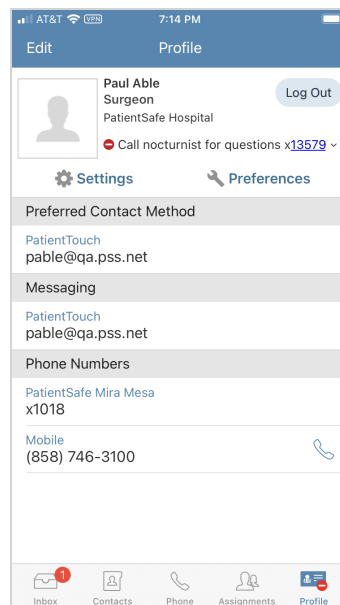 AT&T VPN 7:14 PM
Edit Profile
Paul Able
Surgeon
PatientSafe Hospital
Log Out
Call nocturnist for questions x13579
Settings Preferences
Preferred Contact Method
PatientTouch
pable@qa.pss.net
Messaging
PatientTouch
pable@qa.pss.net
Phone Numbers
PatientSafe Mira Mesa
x1018
Mobile
(858) 746-3100
1
Inbox Contacts Phone Assignments Profile